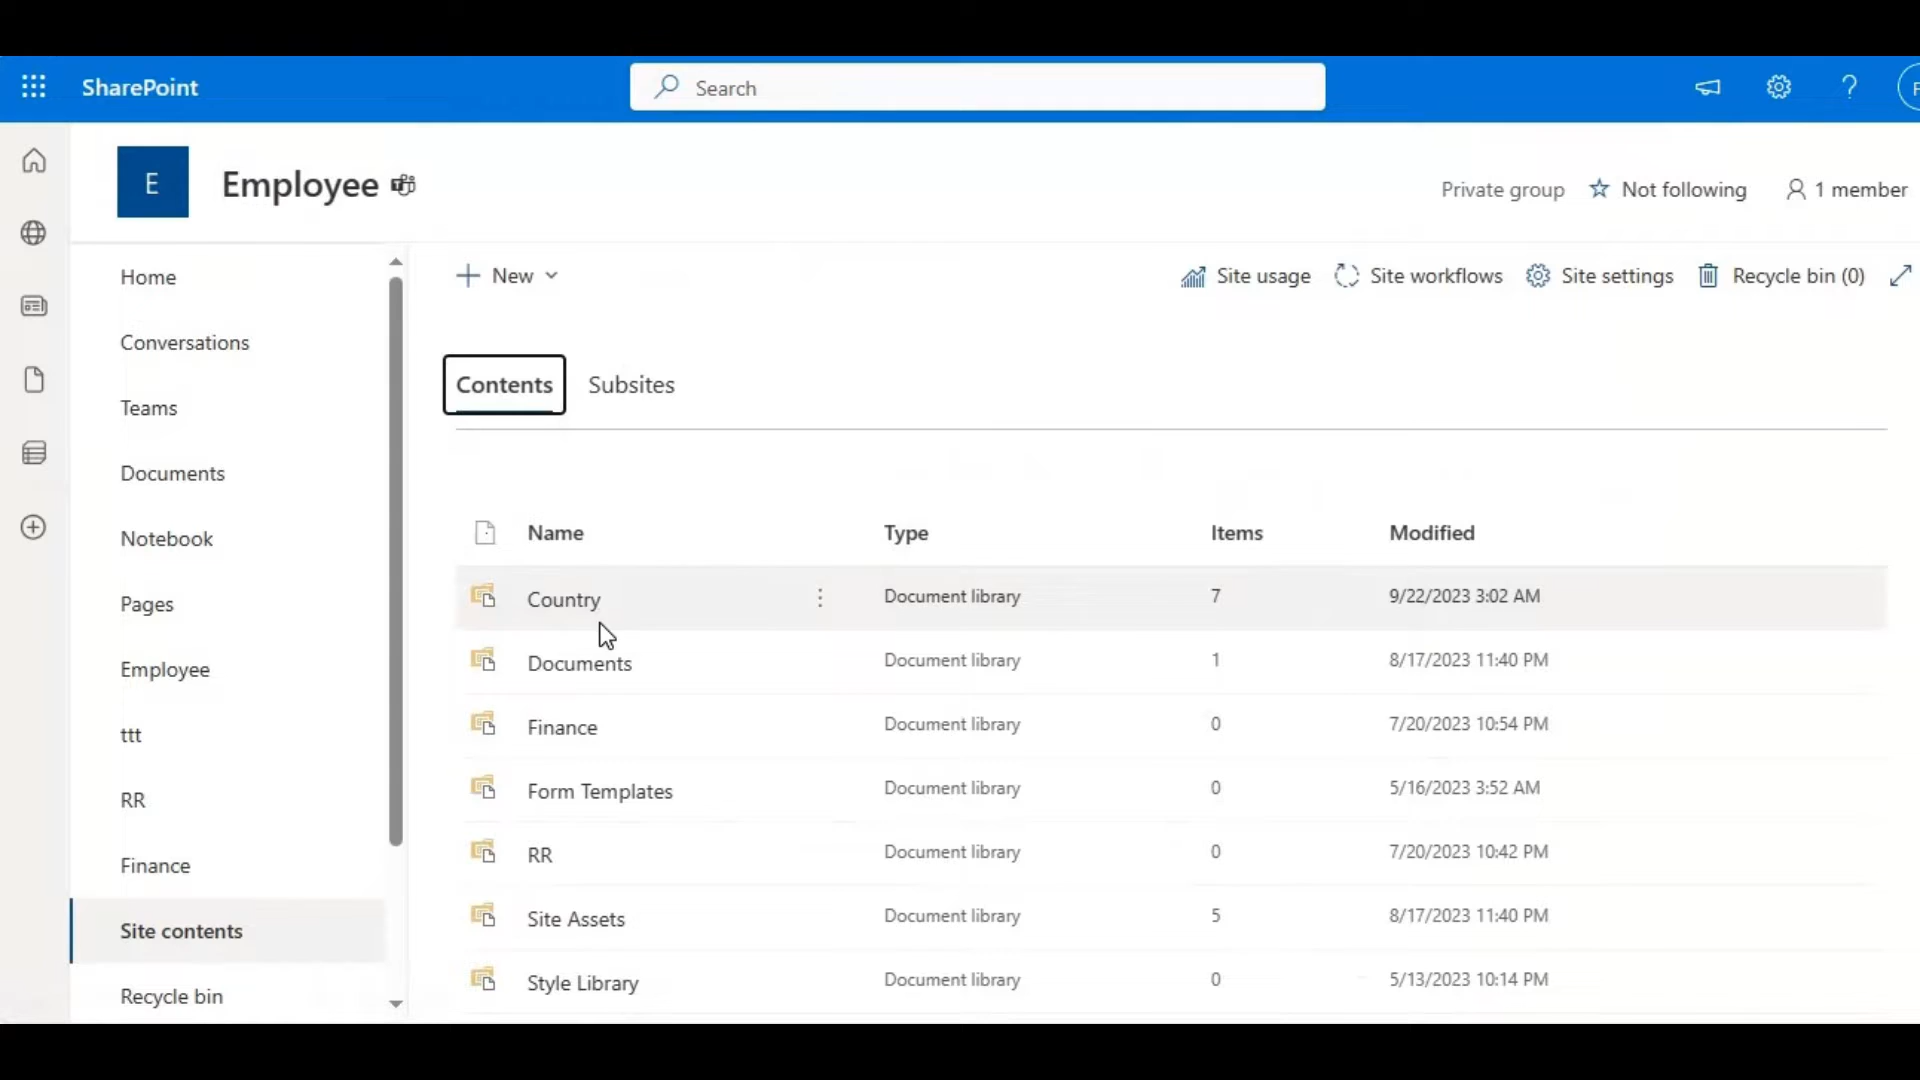 SharePoint
Search
E
Employee
Private group
Not following
1 member
Home
Conversations
Teams
Documents
Notebook
Pages
Employee
ttt
RR
Finance
Site contents
Recycle bin
New
Site usage
Site workflows
Site settings
Recycle bin (0)
Contents
Subsites
Name Type Items Modified
Country Document library 7 9/22/2023 3:02 AM
Documents Document library 1 8/17/2023 11:40 PM
Finance Document library 0 7/20/2023 10:54 PM
Form Templates Document library 0 5/16/2023 3:52 AM
RR Document library 0 7/20/2023 10:42 PM
Site Assets Document library 5 8/17/2023 11:40 PM
Style Library Document library 0 5/13/2023 10:14 PM